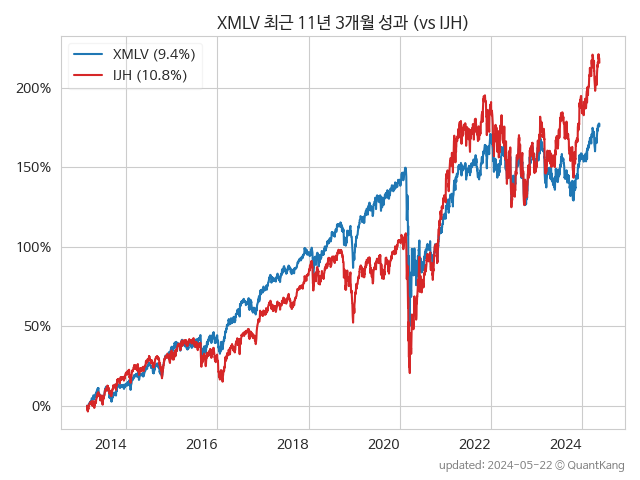 XMLV 최근 11년 3개월 성과 (vs IJH)
XMLV (9.4%)
IJH (10.8%)
200%
150%
100%
50%
0%
2014 2016 2018 2020 2022 2024
updated: 2024-05-22 © QuantKang